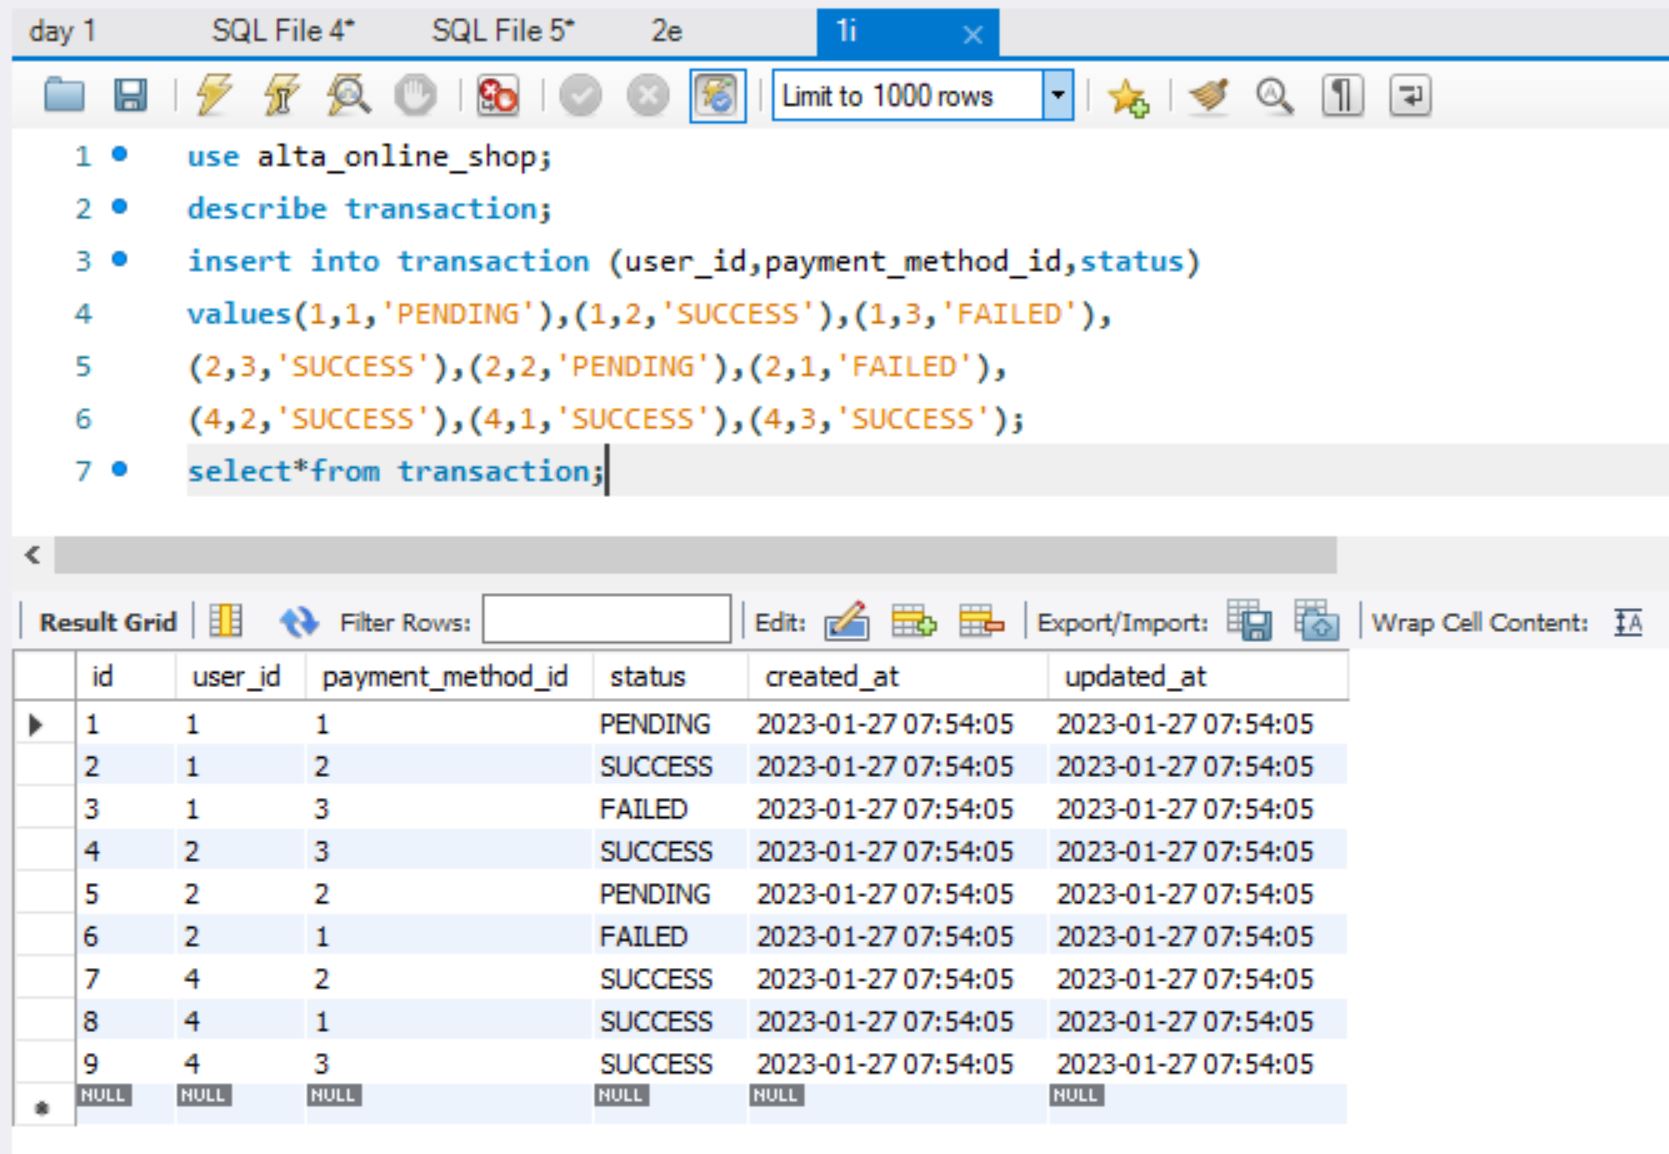 day 1 SQL File 4* SQL File 5* 2e 1i
Limit to 1000 rows
1 use alta_online_shop;
2 describe transaction;
3 insert into transaction (user_id,payment_method_id,status)
4 values(1,1,'PENDING'),(1,2,'SUCCESS'),(1,3,'FAILED'),
5 (2,3,'SUCCESS'),(2,2,'PENDING'),(2,1,'FAILED'),
6 (4,2,'SUCCESS'),(4,1,'SUCCESS'),(4,3,'SUCCESS');
7 select*from transaction;
Result Grid Filter Rows: Edit: Export/Import: Wrap Cell Content:
id user_id payment_method_id status created_at updated_at
1 1 1 PENDING 2023-01-27 07:54:05 2023-01-27 07:54:05
2 1 2 SUCCESS 2023-01-27 07:54:05 2023-01-27 07:54:05
3 1 3 FAILED 2023-01-27 07:54:05 2023-01-27 07:54:05
4 2 3 SUCCESS 2023-01-27 07:54:05 2023-01-27 07:54:05
5 2 2 PENDING 2023-01-27 07:54:05 2023-01-27 07:54:05
6 2 1 FAILED 2023-01-27 07:54:05 2023-01-27 07:54:05
7 4 2 SUCCESS 2023-01-27 07:54:05 2023-01-27 07:54:05
8 4 1 SUCCESS 2023-01-27 07:54:05 2023-01-27 07:54:05
9 4 3 SUCCESS 2023-01-27 07:54:05 2023-01-27 07:54:05
NULL NULL NULL NULL NULL NULL